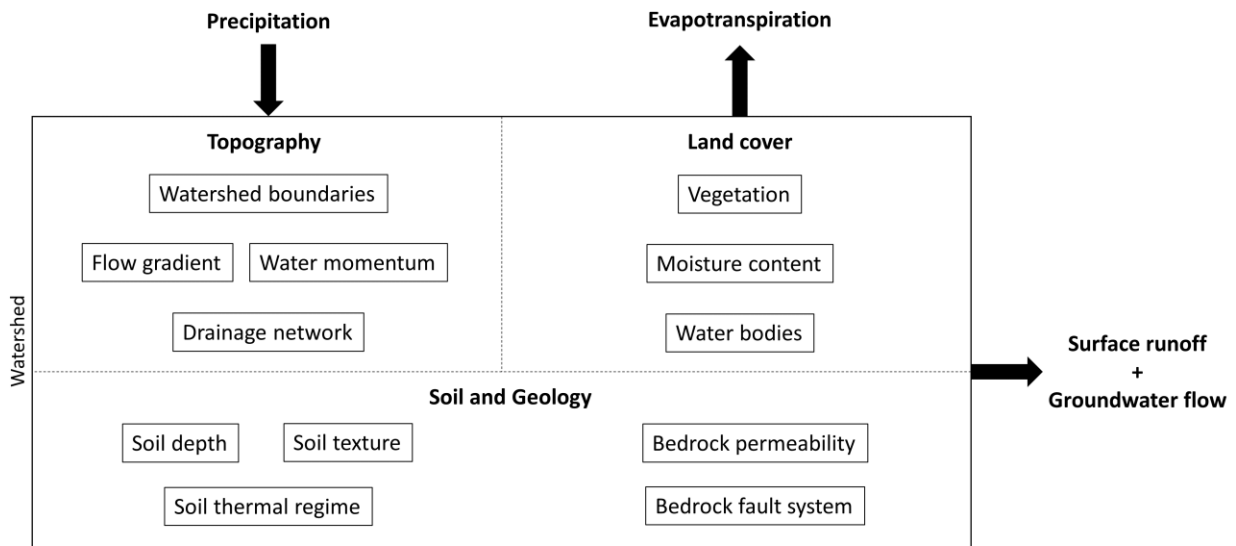 Precipitation
Evapotranspiration
Watershed
Topography
Land cover
Watershed boundaries
Vegetation
Flow gradient
Water momentum
Moisture content
Drainage network
Water bodies
Surface runoff
+
Groundwater flow
Soil and Geology
Soil depth
Soil texture
Bedrock permeability
Soil thermal regime
Bedrock fault system